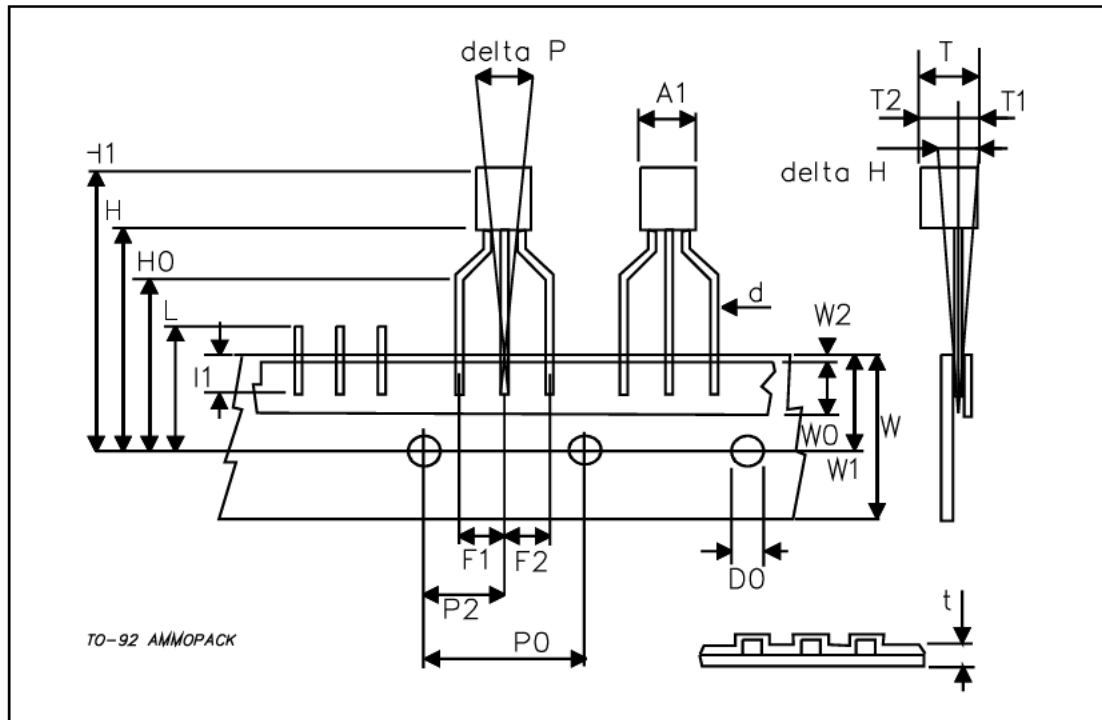 delta P
T
A1
T2
T1
H1
delta H
H
H0
L
d
W2
I1
W0
W
W1
F1
F2
D0
P2
t
TO-92 AMMOPACK
P0